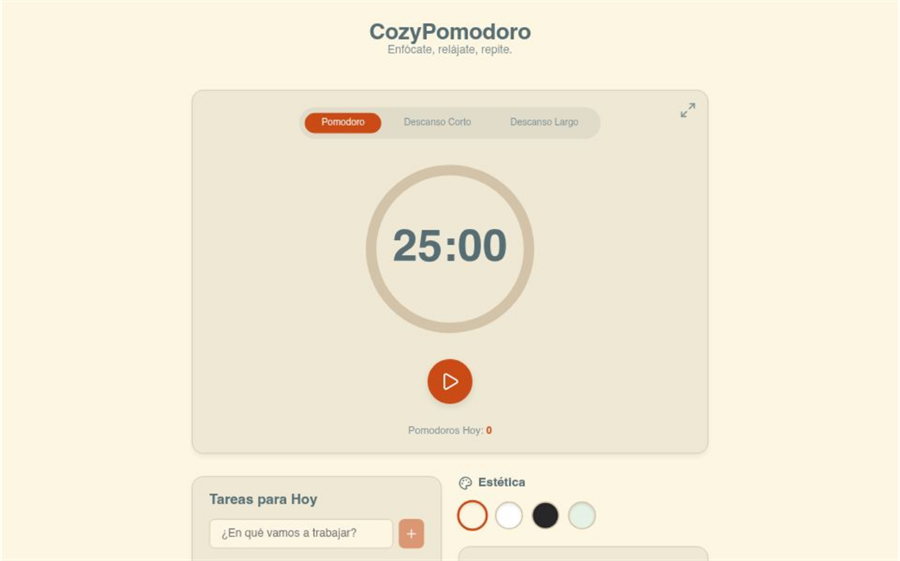 CozyPomodoro
Enfócate, relájate, repite.
Pomodoro Descanso Corto Descanso Largo
25:00
Pomodoros Hoy: 0
Tareas para Hoy
¿En qué vamos a trabajar?
Estética